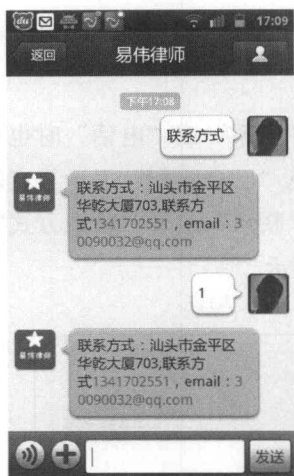 du
17:09
返回
易伟律师
下午17:08
联系方式
易伟律师
联系方式：汕头市金平区
华乾大厦703,联系方
式1341702551，email：3
0090032@qq.com
1
易伟律师
联系方式：汕头市金平区
华乾大厦703,联系方
式1341702551，email：3
0090032@qq.com
发送